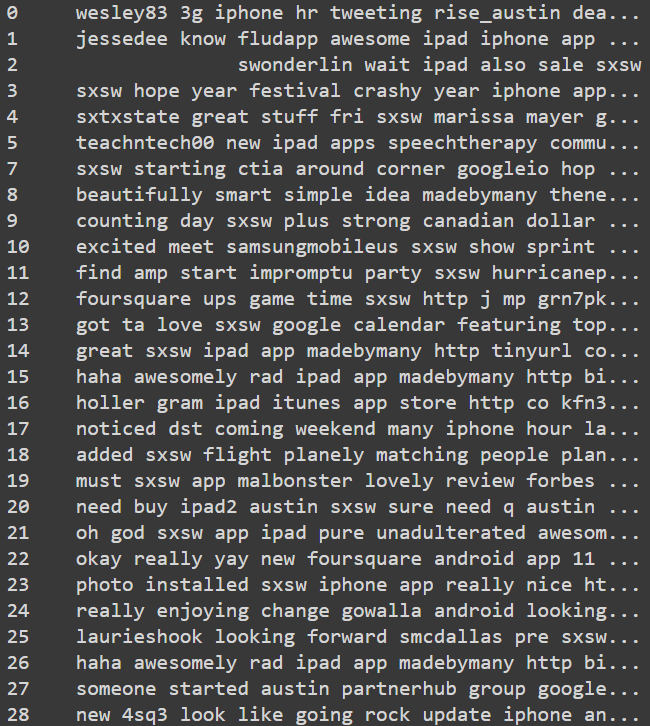 0 wesley83 3g iphone hr tweeting rise_austin dea...
1 jessedee know fludapp awesome ipad iphone app ...
2 swonderlin wait ipad also sale sxsw
3 sxsw hope year festival crashy year iphone app...
4 sxtxstate great stuff fri sxsw marissa mayer g...
5 teachntech00 new ipad apps speechtherapy commu...
7 sxsw starting ctia around corner googleio hop ...
8 beautifully smart simple idea madebymany thene...
9 counting day sxsw plus strong canadian dollar ...
10 excited meet samsungmobileus sxsw show sprint ...
11 find amp start impromptu party sxsw hurricanep...
12 foursquare ups game time sxsw http j mp grn7pk...
13 got ta love sxsw google calendar featuring top...
14 great sxsw ipad app madebymany http tinyurl co...
15 haha awesomely rad ipad app madebymany http bi...
16 holler gram ipad itunes app store http co kfn3...
17 noticed dst coming weekend many iphone hour la...
18 added sxsw flight planely matching people plan...
19 must sxsw app malbonster lovely review forbes ...
20 need buy ipad2 austin sxsw sure need q austin ...
21 oh god sxsw app ipad pure unadulterated awesom...
22 okay really yay new foursquare android app 11 ...
23 photo installed sxsw iphone app really nice ht...
24 really enjoying change gowalla android looking...
25 laurieshook looking forward smcdallas pre sxsw...
26 haha awesomely rad ipad app madebymany http bi...
27 someone started austin partnerhub group google...
28 new 4sq3 look like going rock update iphone an...